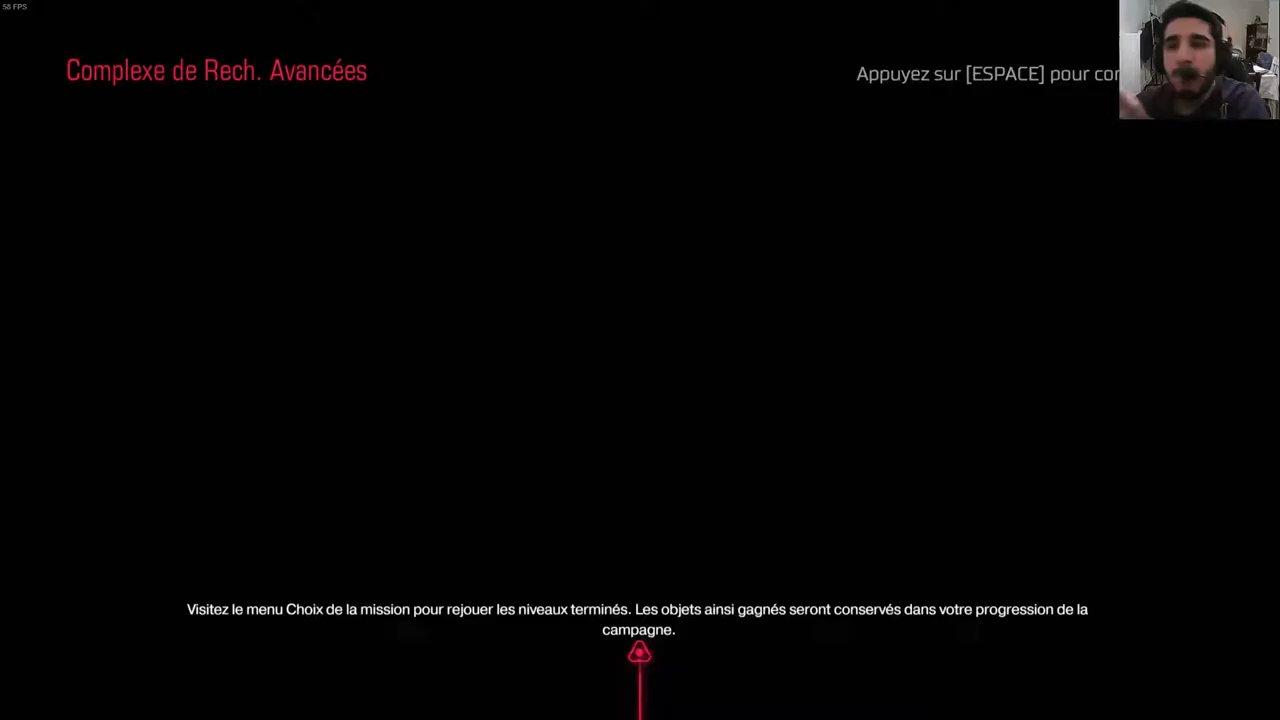 58 FPS
Complexe de Rech. Avancées
Appuyez sur [ESPACE] pour
Visitez le menu Choix de la mission pour rejouer les niveaux terminés. Les objets ainsi gagnés seront conservés dans votre progression de la
campagne.